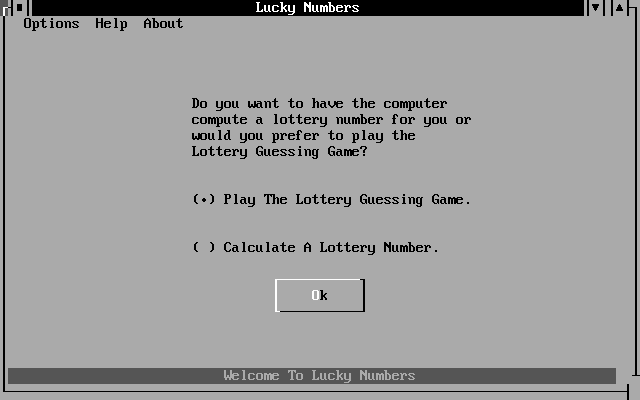 Lucky Numbers
Options Help About
Do you want to have the computer
compute a lottery number for you or
would you prefer to play the
Lottery Guessing Game?
(•) Play The Lottery Guessing Game.
( ) Calculate A Lottery Number.
Ok
Welcome To Lucky Numbers